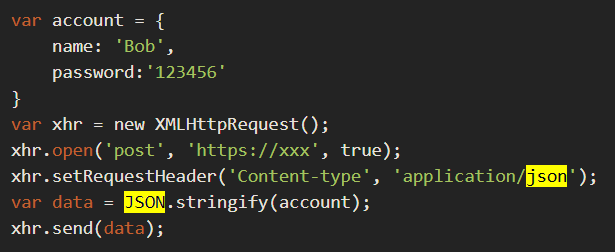 var account = {
    name: 'Bob',
    password:'123456'
}
var xhr = new XMLHttpRequest();
xhr.open('post', 'https://xxx', true);
xhr.setRequestHeader('Content-type', 'application/json');
var data = JSON.stringify(account);
xhr.send(data);